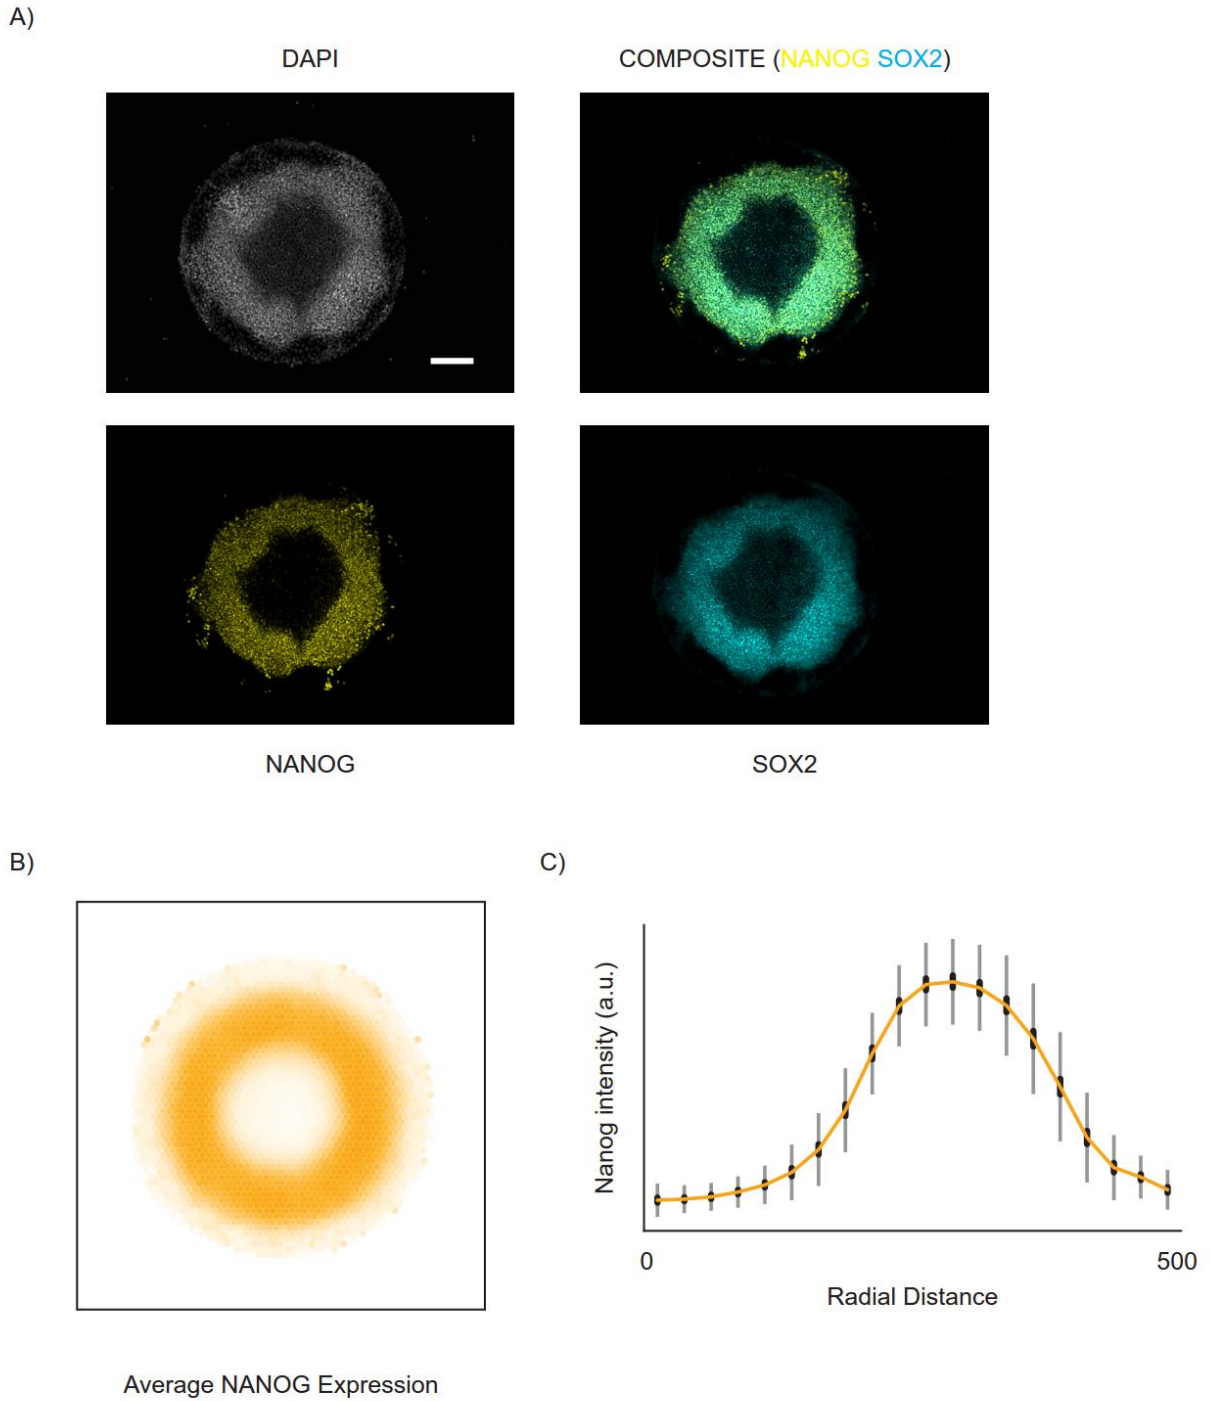 A)
DAPI
COMPOSITE (NANOG SOX2)
NANOG
SOX2
B)
C)
Nanog intensity (a.u.)
0
500
Radial Distance
Average NANOG Expression